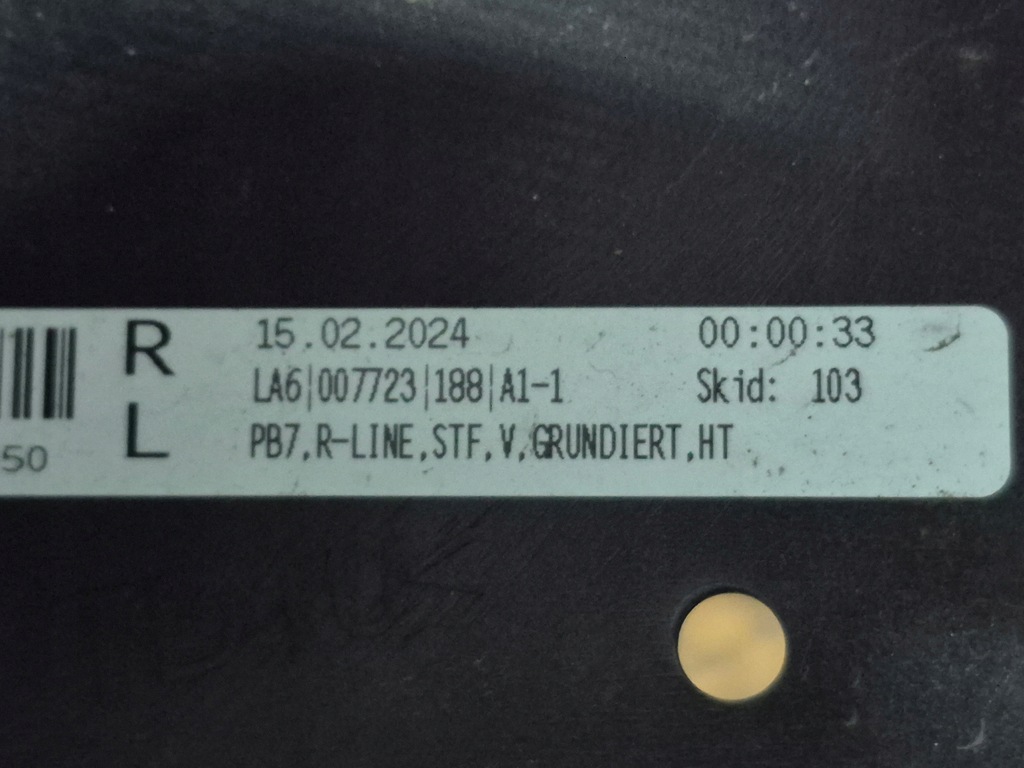 R 15.02.2024 00:00:33
LA6|007723|188|A1-1 Skid: 103
L PB7,R-LINE,STF,V,GRUNDIERT,HT
50